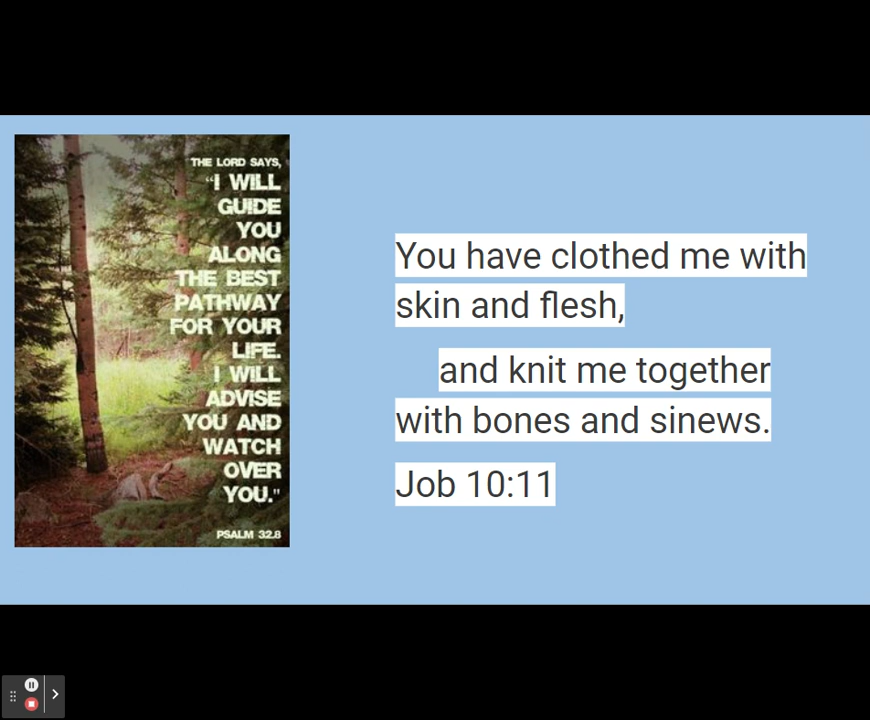 THE LORD SAYS,
"I WILL
GUIDE
YOU
ALONG
THE BEST
PATHWAY
FOR YOUR
LIFE.
I WILL
ADVISE
YOU AND
WATCH
OVER
YOU."
PSALM 32.8
You have clothed me with
skin and flesh,
and knit me together
with bones and sinews.
Job 10:11